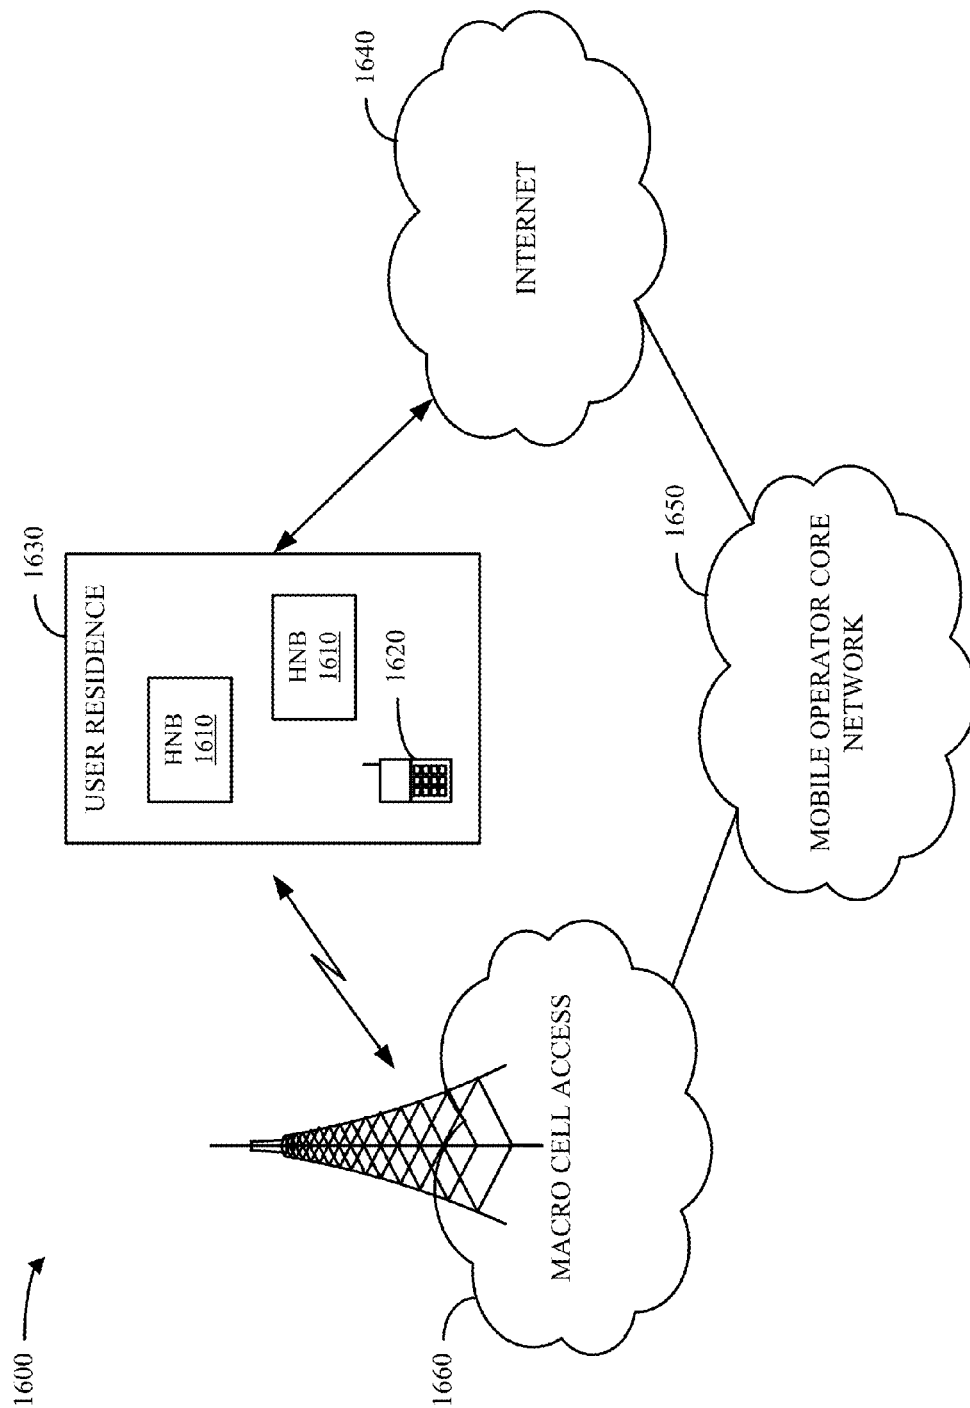 1600
1630
USER RESIDENCE
HNB
1610
HNB
1610
1620
1640
INTERNET
1660
MACRO CELL ACCESS
1650
MOBILE OPERATOR CORE
NETWORK